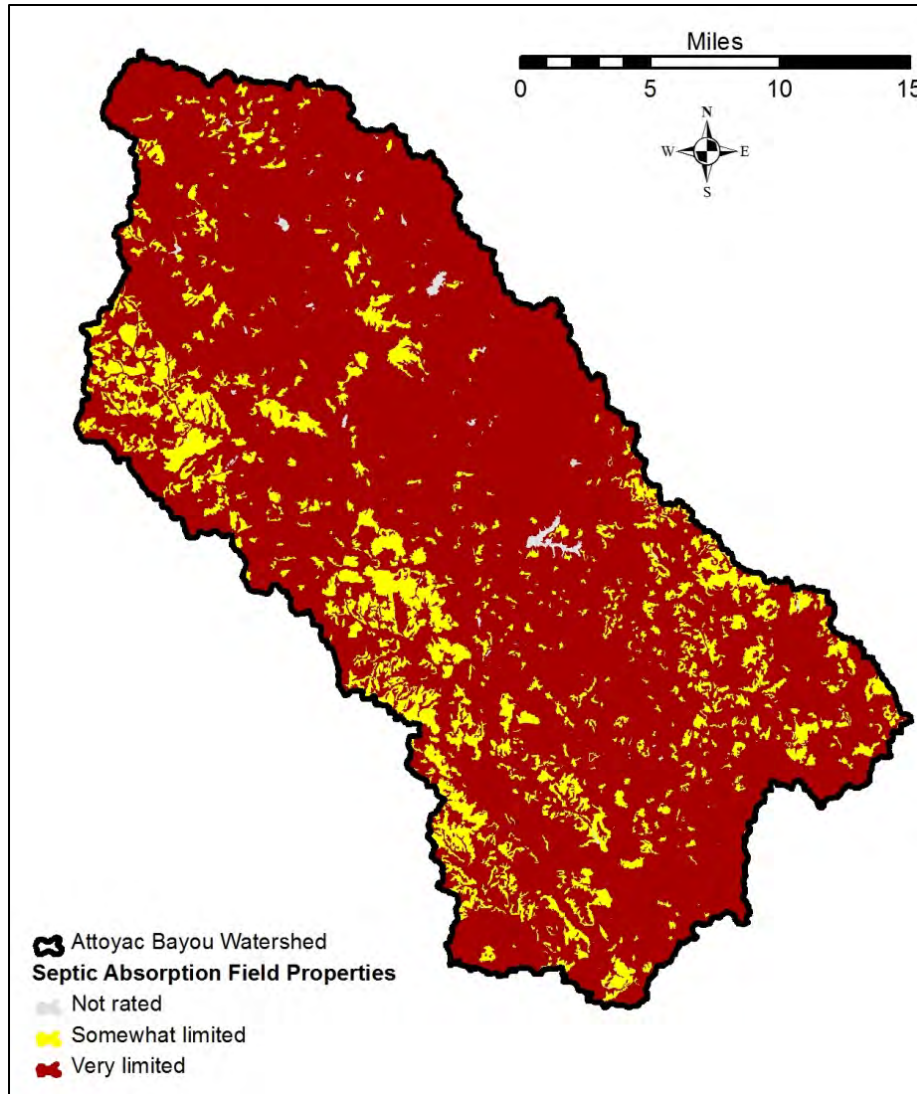 Miles
0 5 10 15
N
W E
S
Attoyac Bayou Watershed
Septic Absorption Field Properties
Not rated
Somewhat limited
Very limited